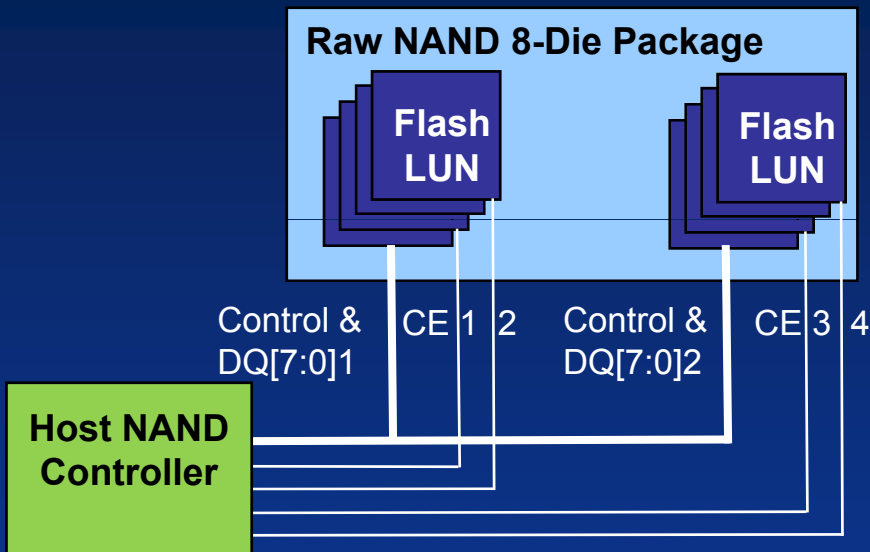 Raw NAND 8-Die Package
Flash
LUN
Flash
LUN
Control &
DQ[7:0]1
CE 1 2
Control &
DQ[7:0]2
CE 3 4
Host NAND
Controller